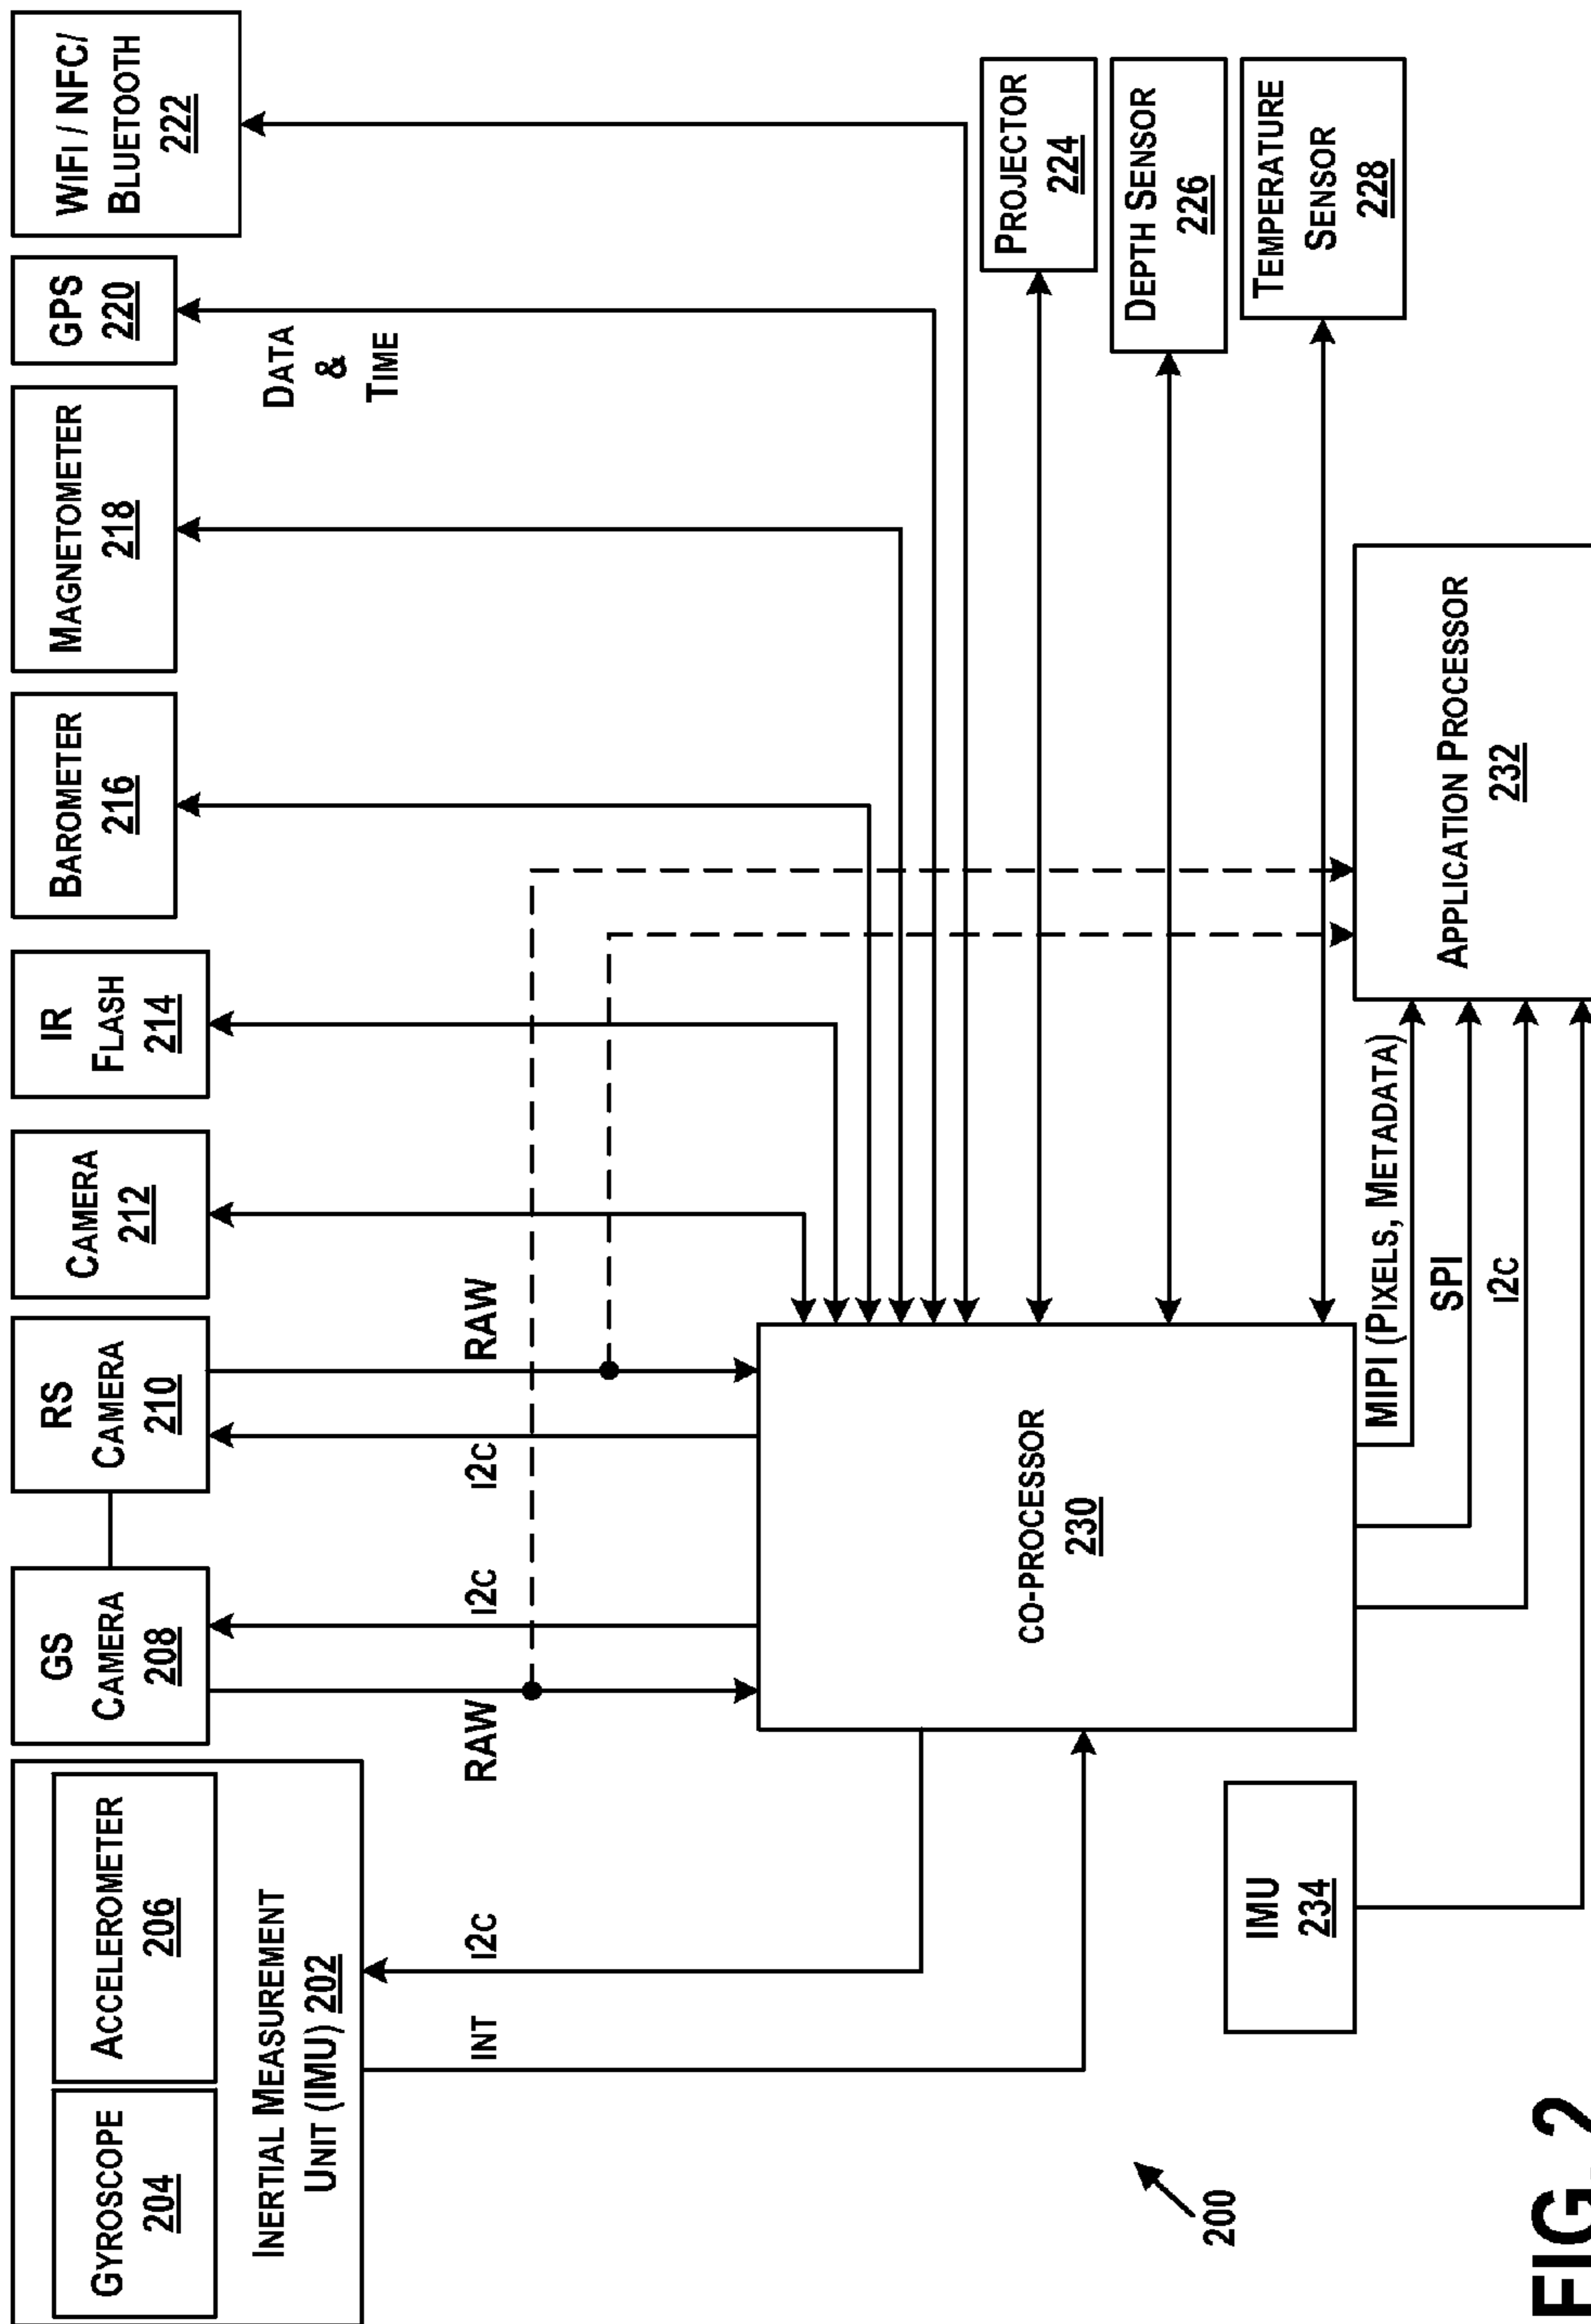 GYROSCOPE
204
ACCELEROMETER
206
INERTIAL MEASUREMENT
UNIT (IMU) 202
GS
CAMERA
208
RS
CAMERA
210
CAMERA
212
IR
FLASH
214
BAROMETER
216
MAGNETOMETER
218
GPS
220
WIFI / NFC/
BLUETOOTH
222
DATA
&
TIME
INT
I2C
RAW
I2C
I2C
RAW
PROJECTOR
224
DEPTH SENSOR
226
TEMPERATURE
SENSOR
228
CO-PROCESSOR
230
200
IMU
234
MIPI (PIXELS, METADATA)
SPI
I2C
APPLICATION PROCESSOR
232
FIG. 2